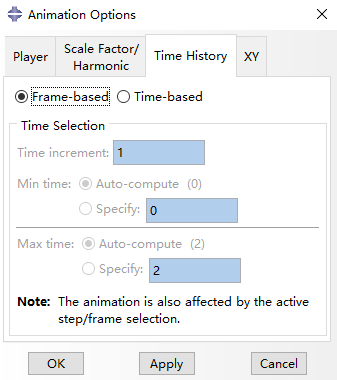 Animation Options
Player
Scale Factor/
Harmonic
Time History
XY
Frame-based
Time-based
Time Selection
Time increment: 1
Min time:
Auto-compute (0)
Specify: 0
Max time:
Auto-compute (2)
Specify: 2
Note: The animation is also affected by the active
step/frame selection.
OK
Apply
Cancel